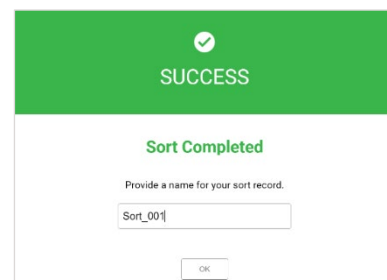 SUCCESS
Sort Completed
Provide a name for your sort record.
Sort_001
OK